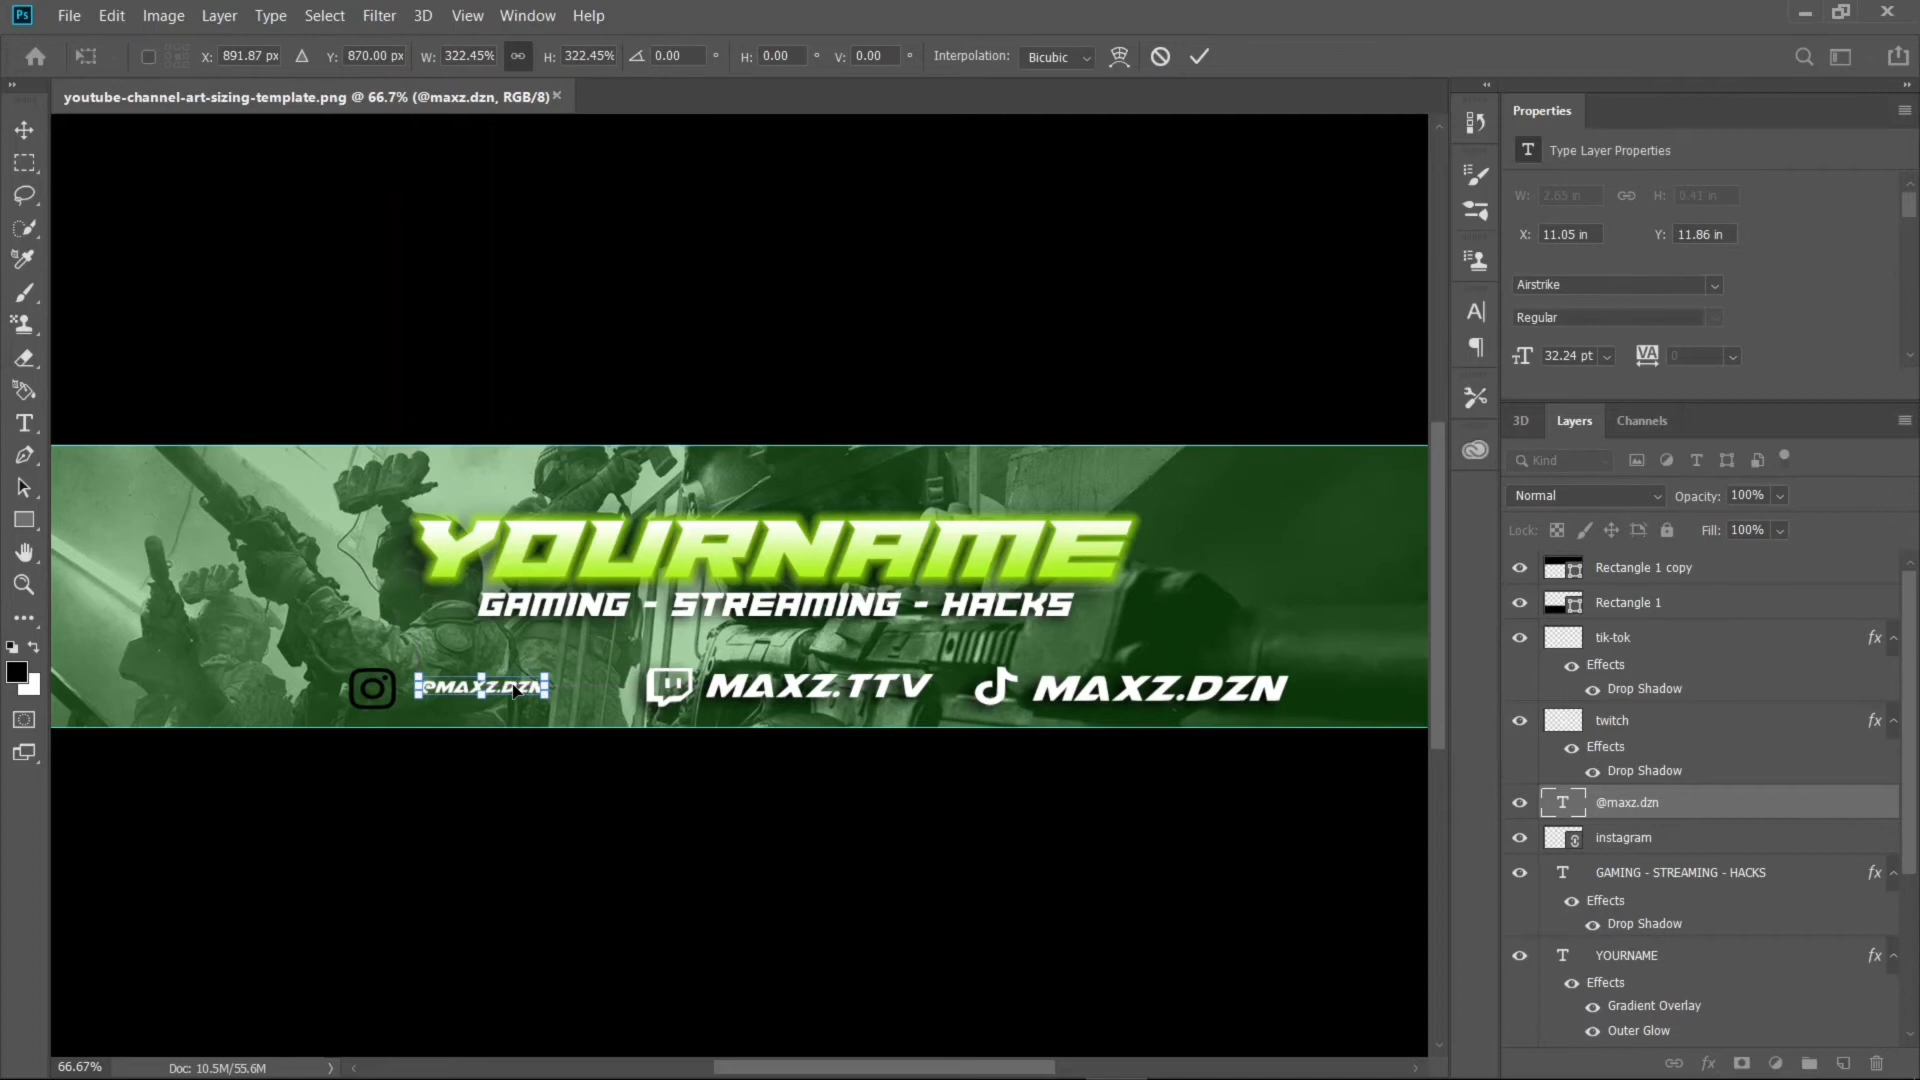 Ps File Edit Image Layer Type Select Filter 3D View Window Help
X: 891.87 px Y: 870.00 px W: 322.45% H: 322.45% 0.00 ° H: 0.00 ° V: 0.00 ° Interpolation: Bicubic
youtube-channel-art-sizing-template.png @ 66.7% (@maxz.dzn, RGB/8)
YOURNAME
GAMING - STREAMING - HACKS
@MAXZ.DZN MAXZ.TTV MAXZ.DZN
66.67% Doc: 10.5M/55.6M
Properties
T Type Layer Properties
W: 2.65 in H: 0.41 in
X: 11.05 in Y: 11.86 in
Airstrike
Regular
32.24 pt VA 0
3D Layers Channels
Kind
Normal Opacity: 100%
Lock: Fill: 100%
Rectangle 1 copy
Rectangle 1
tik-tok fx
Effects
Drop Shadow
twitch fx
Effects
Drop Shadow
T @maxz.dzn
instagram
T GAMING - STREAMING - HACKS fx
Effects
Drop Shadow
T YOURNAME fx
Effects
Gradient Overlay
Outer Glow
fx